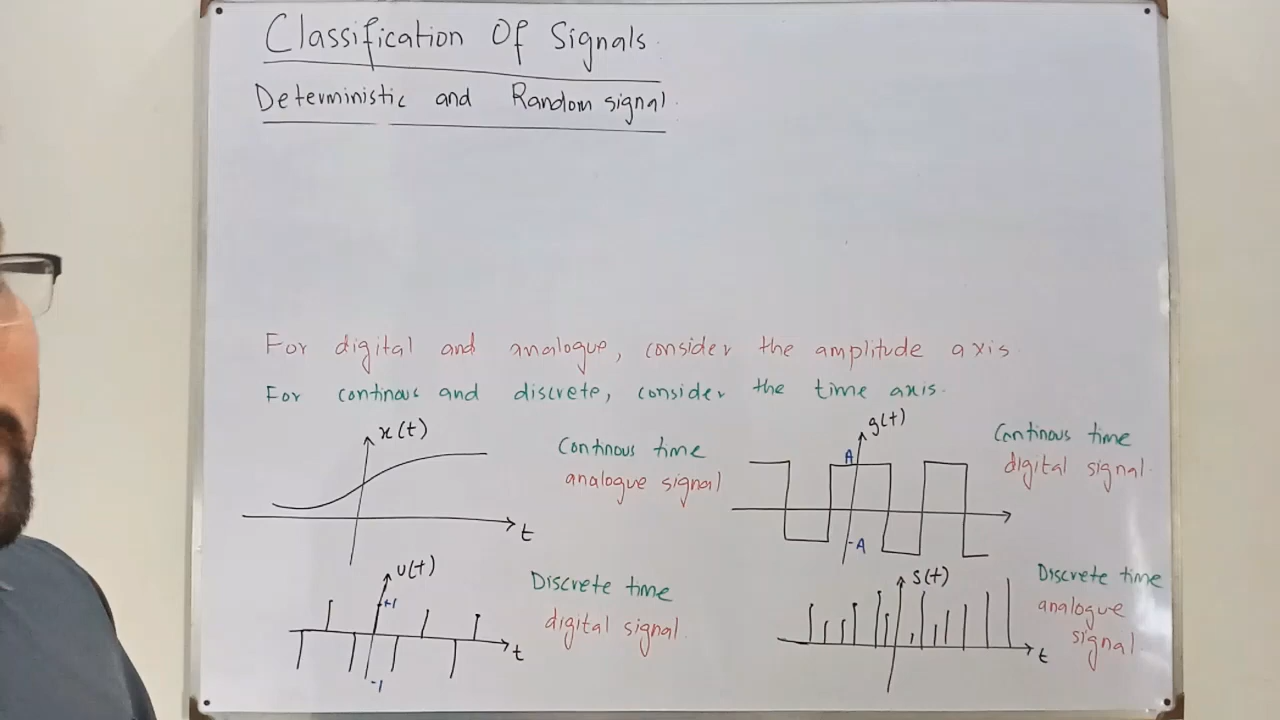 Classification Of Signals.
Deterministic and Random signal.
For digital and analogue, consider the amplitude axis.
For continous and discrete, consider the time axis.
x(t)
t
Continous time
analogue signal
g(t)
A
-A
Continous time
digital signal.
u(t)
+1
-1
t
Discrete time
digital signal.
s(t)
t
Discrete time
analogue
signal.